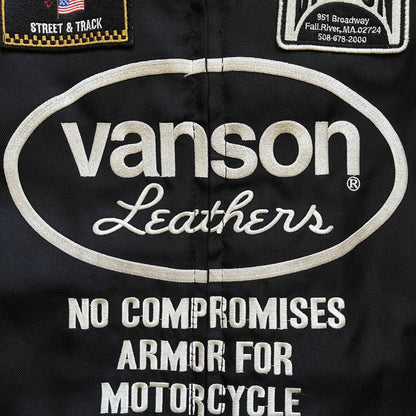 STREET & TRACK
951 Broadway
Fall River, MA. 02724
508-678-2000
vanson®
Leathers
NO COMPROMISES
ARMOR FOR
MOTORCYCLE